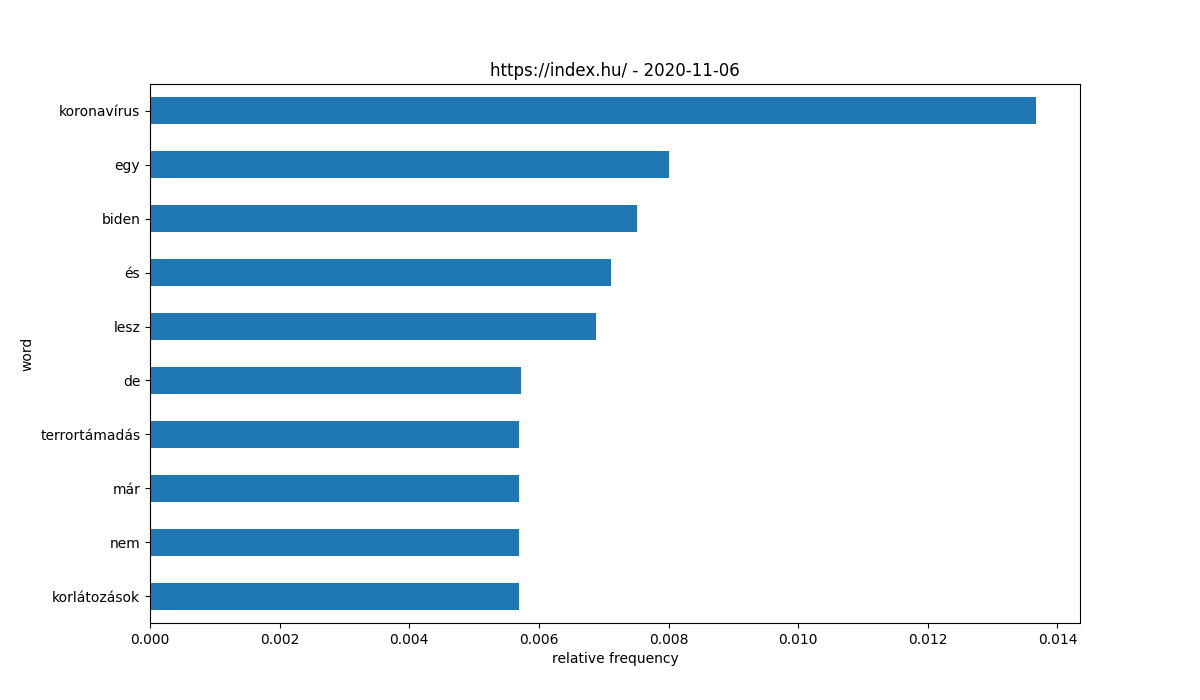 https://index.hu/ - 2020-11-06
koronavírus
egy
biden
és
lesz
de
terrortámadás
már
nem
korlátozások
word
0.000 0.002 0.004 0.006 0.008 0.010 0.012 0.014
relative frequency